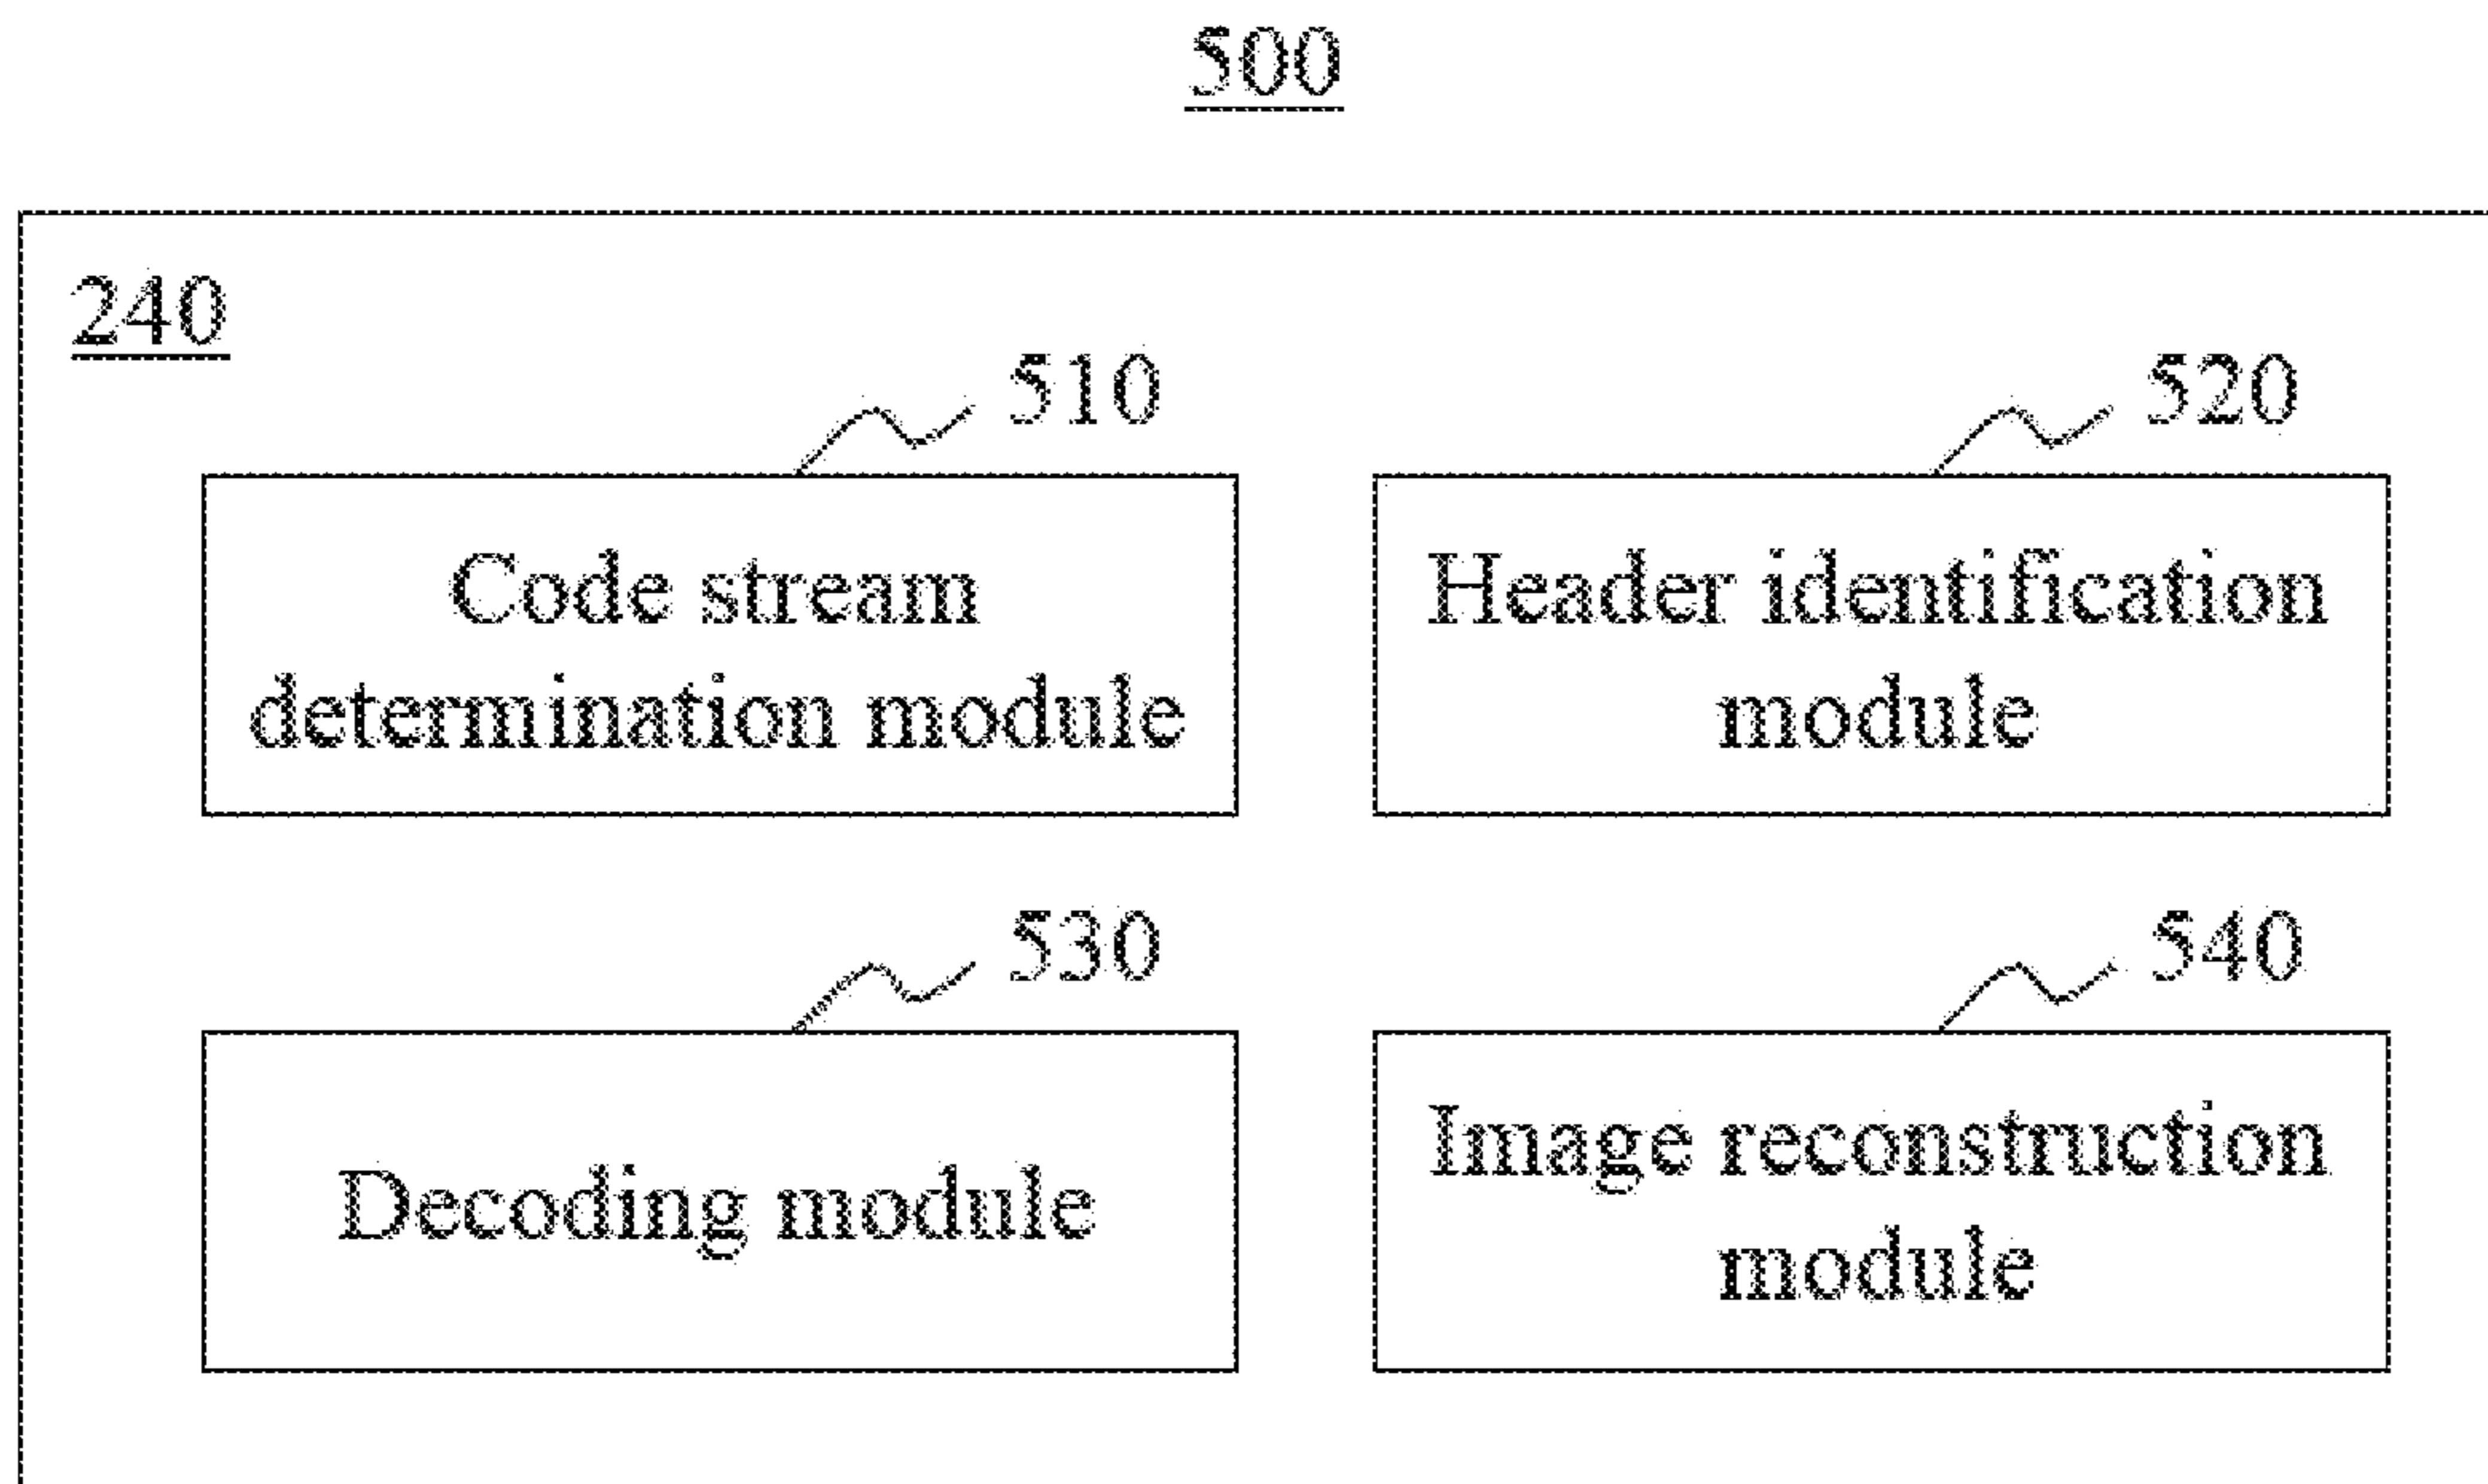 500
240
510
Code stream
determination module
520
Header identification
module
530
Decoding module
540
Image reconstruction
module